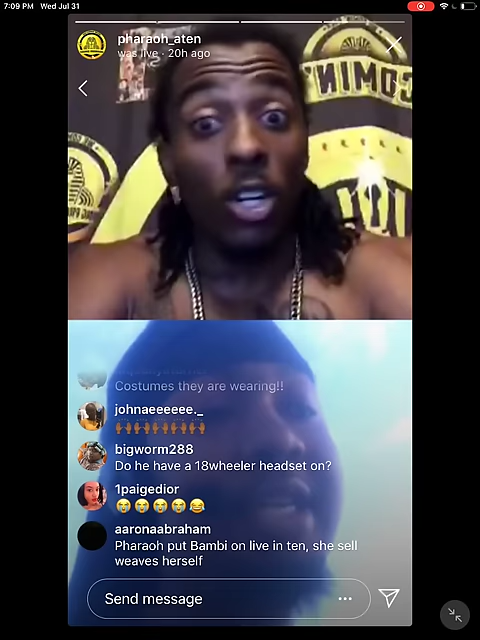 7:09 PM Wed Jul 31
pharaoh_aten
was live · 20h ago
COMIN
Costumes they are wearing!!
johnaeeeeee._
🙌🏾🙌🏾🙌🏾🙌🏾🙌🏾🙌🏾🙌🏾
bigworm288
Do he have a 18wheeler headset on?
1paigedior
😭😭😭😭😂
aaronaabraham
Pharaoh put Bambi on live in ten, she sell
weaves herself
Send message